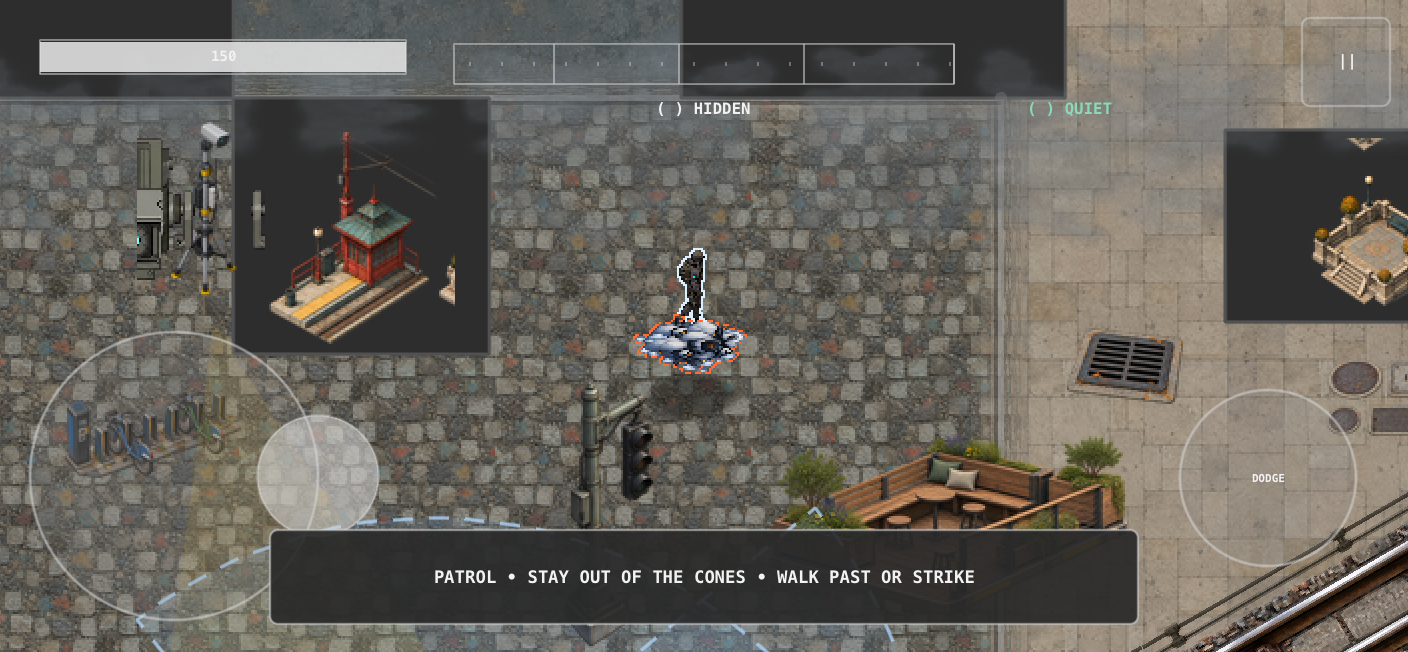 150
||
( ) HIDDEN
( ) QUIET
DODGE
PATROL • STAY OUT OF THE CONES • WALK PAST OR STRIKE